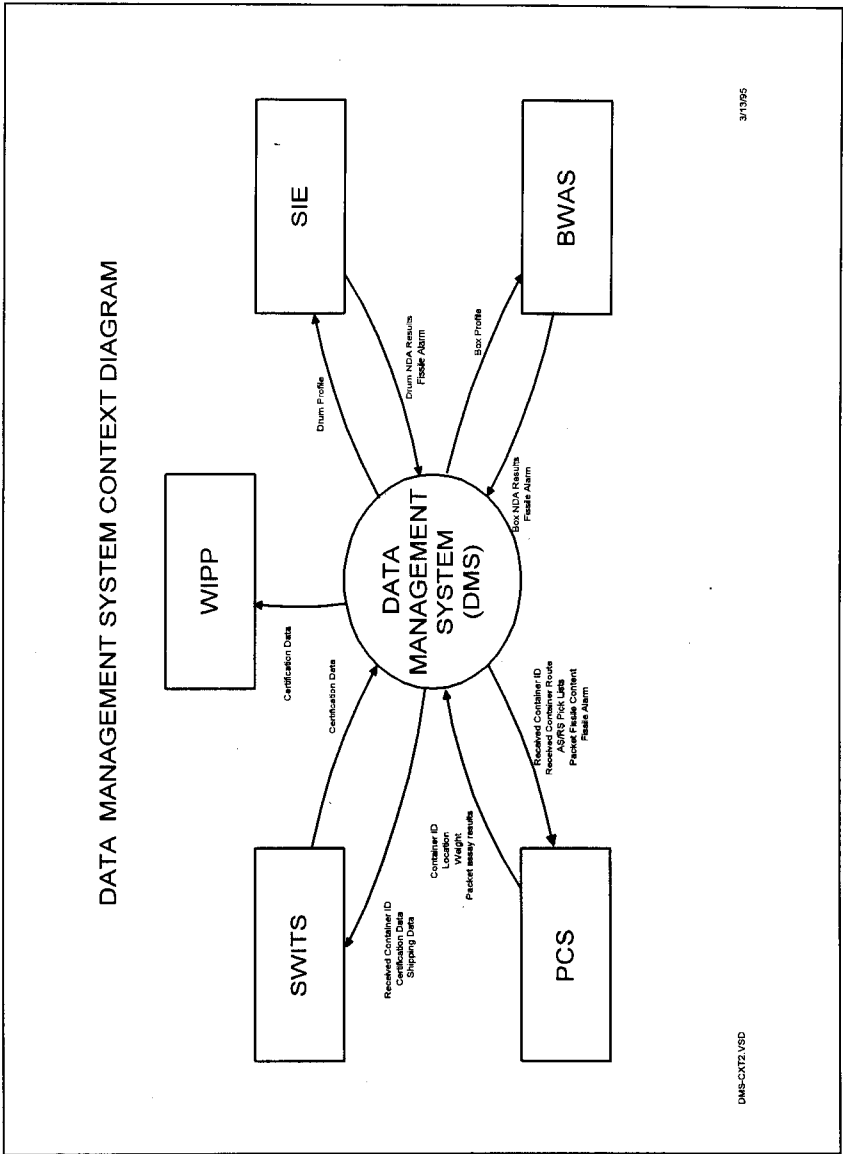 DATA MANAGEMENT SYSTEM CONTEXT DIAGRAM
SWITS
WIPP
SIE
Certification Data
Certification Data
Drum Profile
Received Container ID
Certification Data
Shipping Data
Drum NDA Results
Fissile Alarm
DATA
MANAGEMENT
SYSTEM
(DMS)
Container ID
Location
Weight
Packet assay results
Received Container ID
Received Container Route
AS/RS Pick Lists
Packet Fissile Content
Fissile Alarm
Box NDA Results
Fissile Alarm
Box Profile
PCS
BWAS
DMS-CXT2.VSD
3/13/95